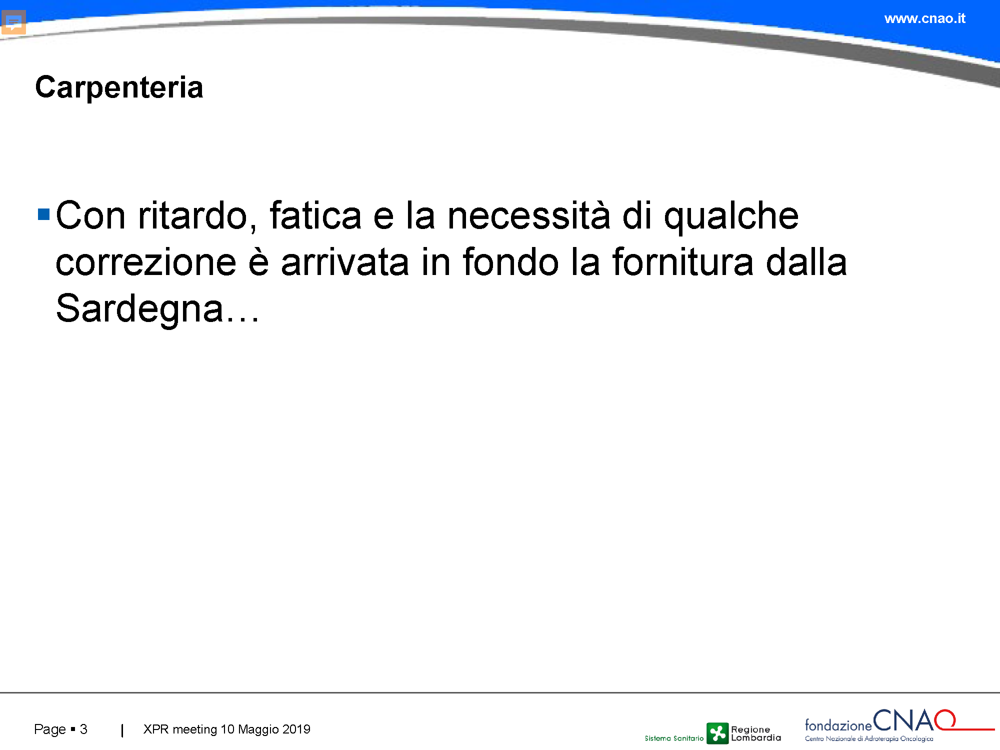 www.cnao.it
Carpenteria
▪Con ritardo, fatica e la necessità di qualche
correzione è arrivata in fondo la fornitura dalla
Sardegna…
Page ▪ 3 | XPR meeting 10 Maggio 2019
Sistema Sanitario Regione Lombardia
fondazione CNAO
Centro Nazionale di Adroterapia Oncologica